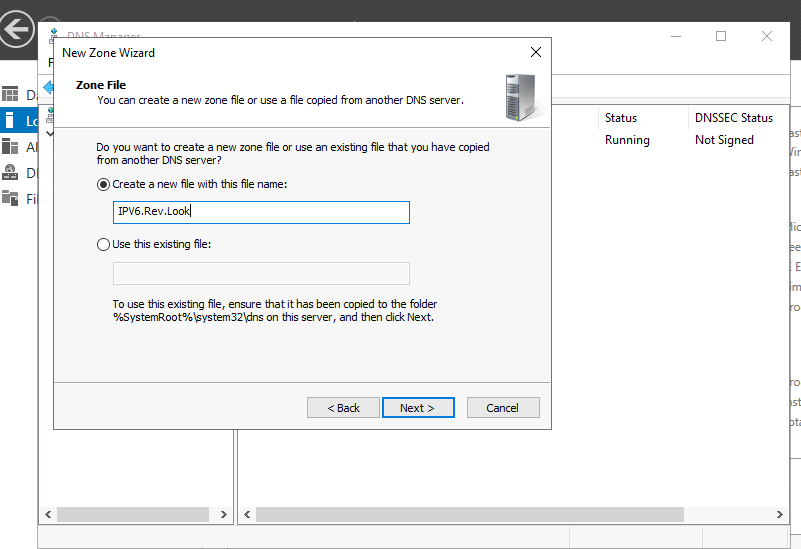 DNS Manager
New Zone Wizard
Zone File
You can create a new zone file or use a file copied from another DNS server.
Do you want to create a new zone file or use an existing file that you have copied
from another DNS server?
Create a new file with this file name:
IPV6.Rev.Look
Use this existing file:
To use this existing file, ensure that it has been copied to the folder
%SystemRoot%\system32\dns on this server, and then click Next.
< Back
Next >
Cancel
Status
DNSSEC Status
Running
Not Signed